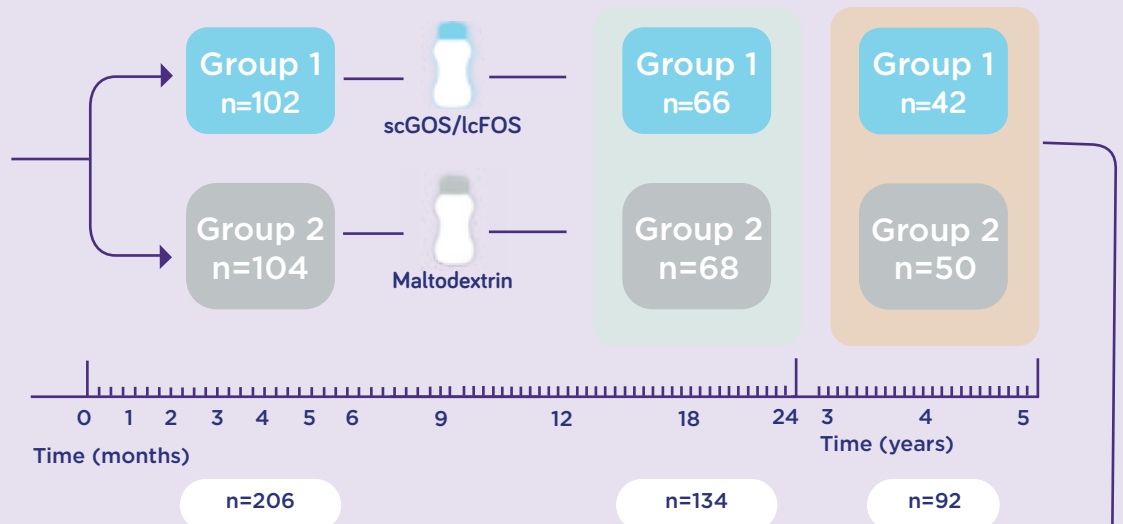 Group 1
n=102
scGOS/lcFOS
Group 1
n=66
Group 1
n=42
Group 2
n=104
Maltodextrin
Group 2
n=68
Group 2
n=50
0 1 2 3 4 5 6 9 12 18 24 3 4 5
Time (months)
Time (years)
n=206
n=134
n=92